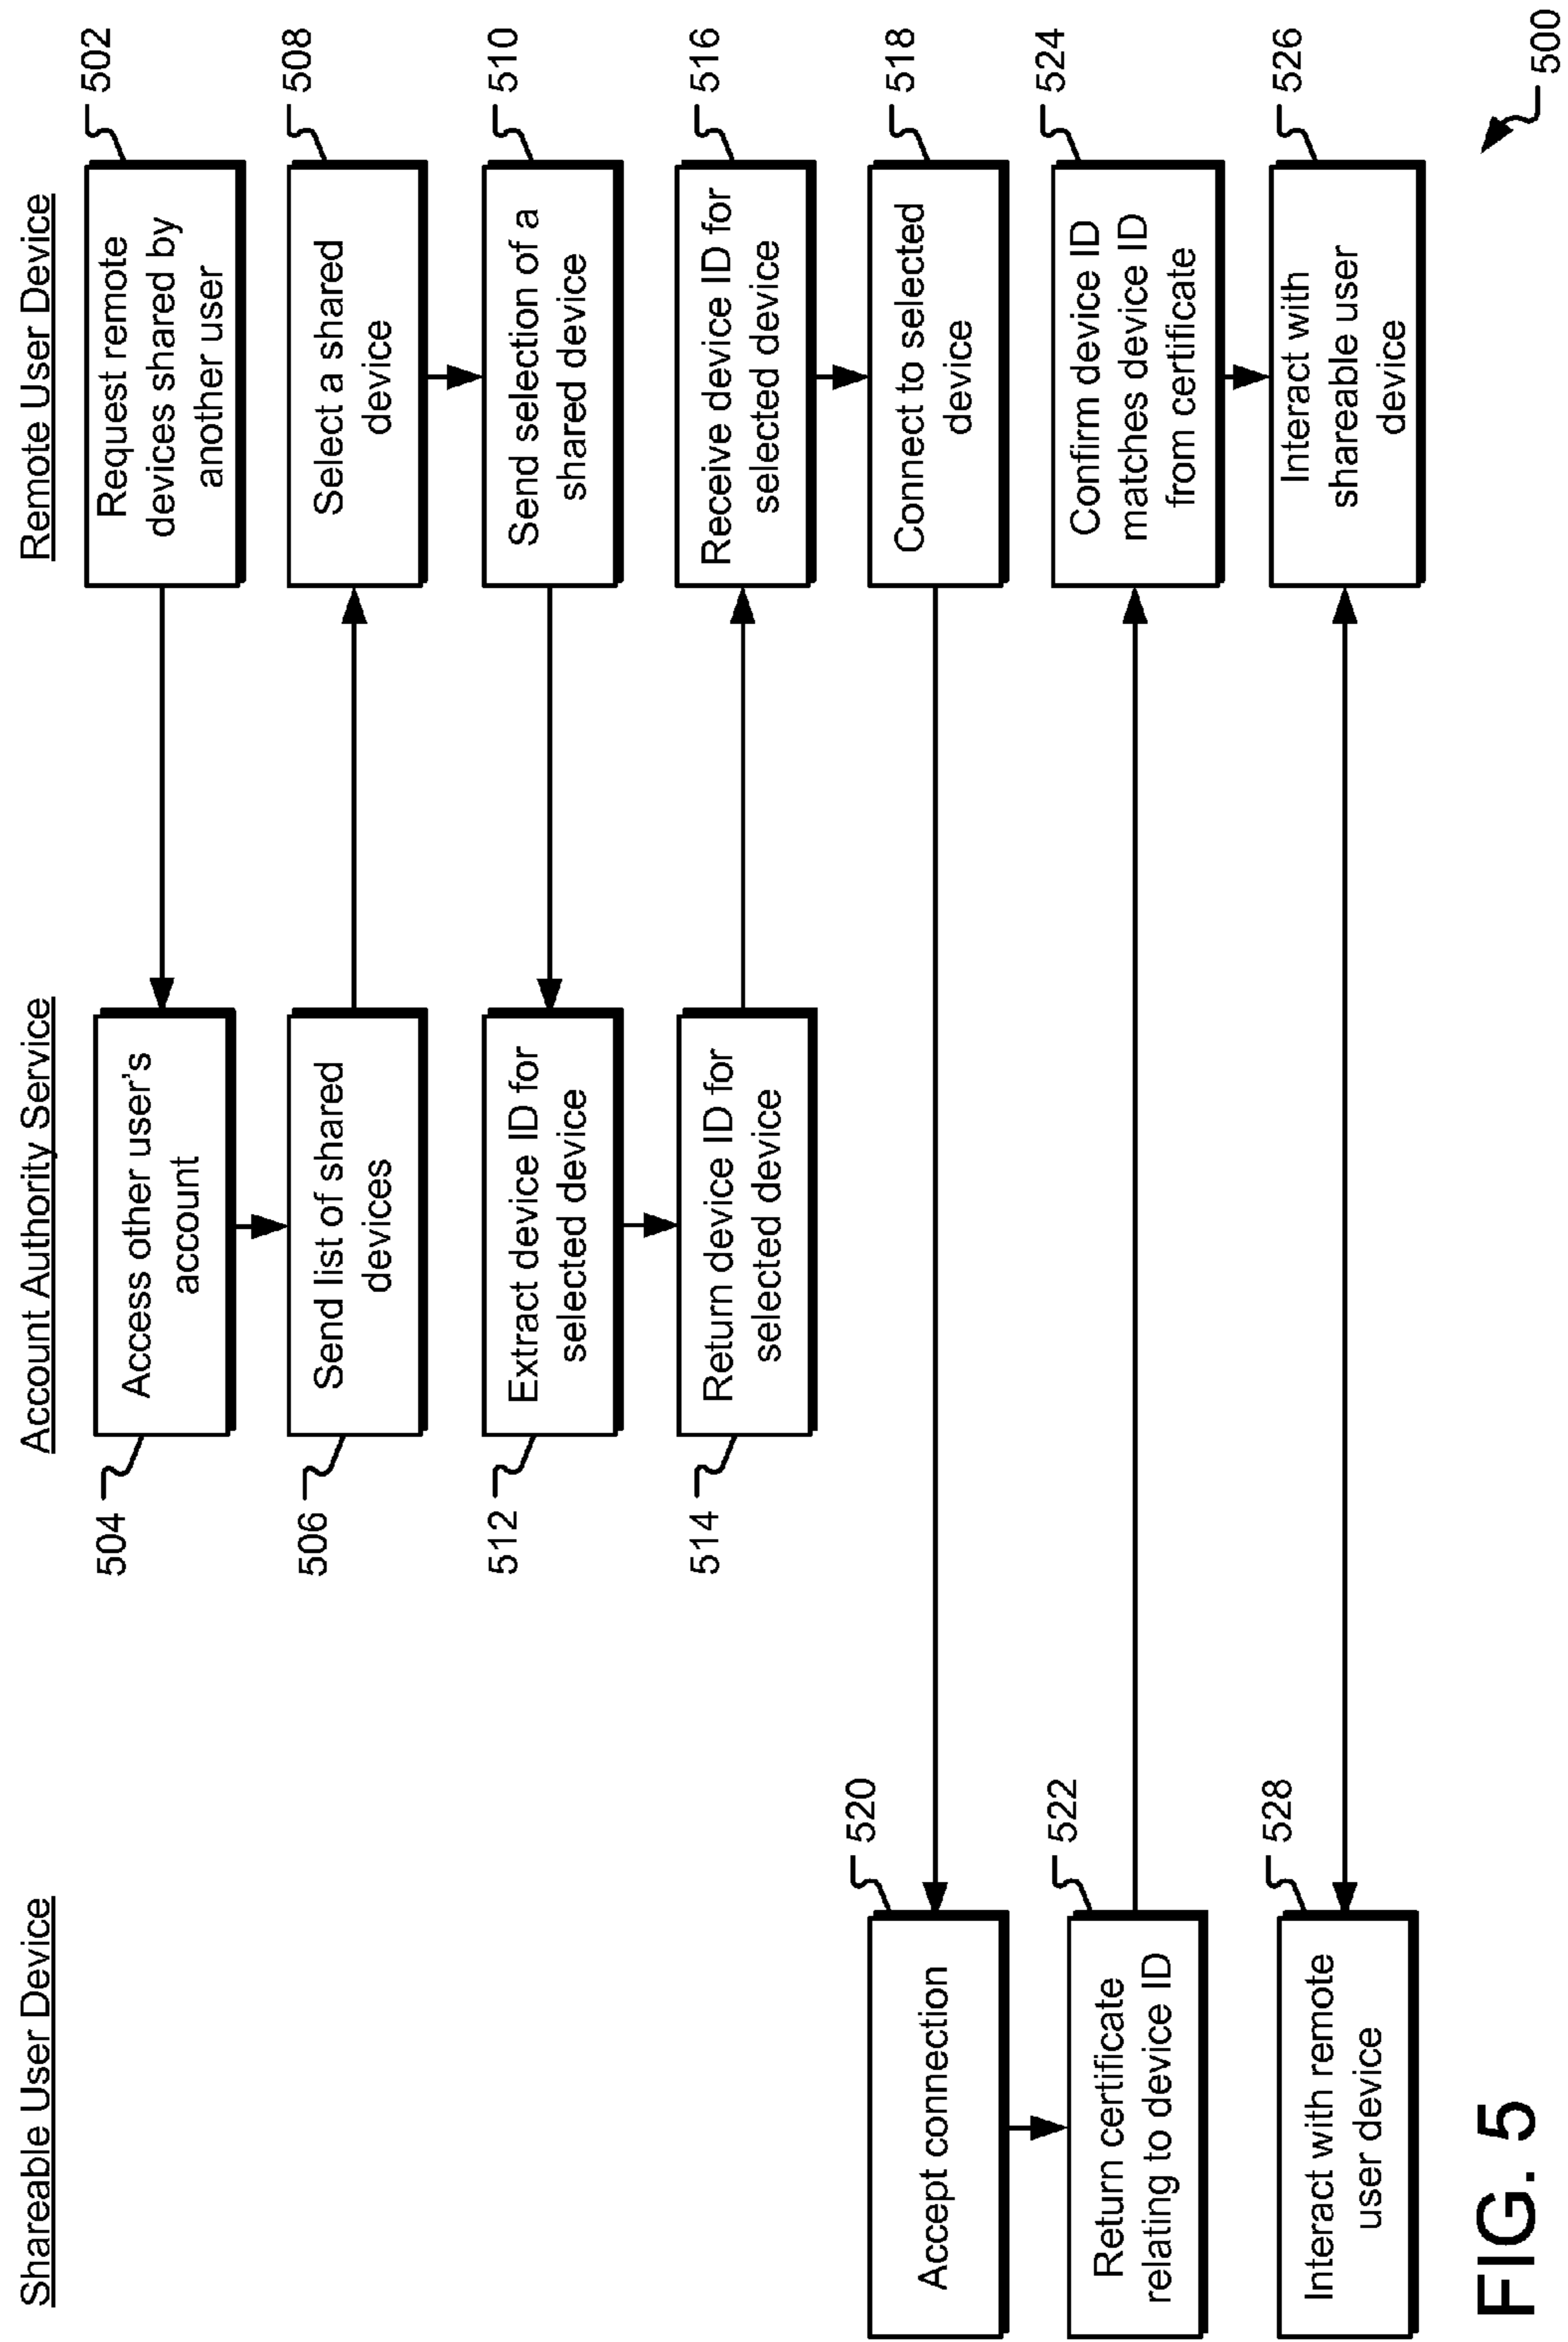 Shareable User Device
Account Authority Service
Remote User Device
502
Request remote
devices shared by
another user
504
Access other user's
account
506
Send list of shared
devices
508
Select a shared
device
510
Send selection of a
shared device
512
Extract device ID for
selected device
514
Return device ID for
selected device
516
Receive device ID for
selected device
518
Connect to selected
device
520
Accept connection
522
Return certificate
relating to device ID
524
Confirm device ID
matches device ID
from certificate
526
Interact with
shareable user
device
528
Interact with remote
user device
500
FIG. 5